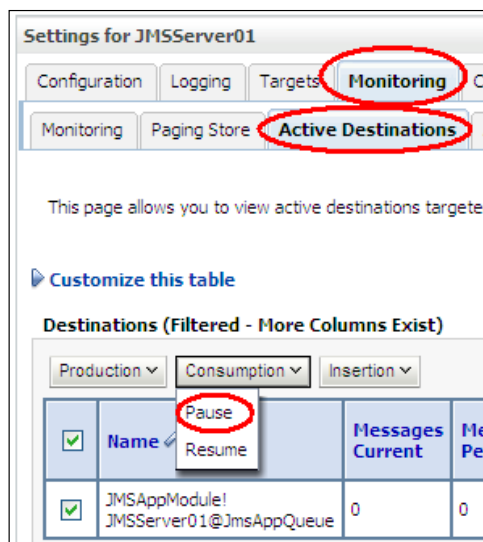 Settings for JMSServer01
Configuration Logging Targets Monitoring
Monitoring Paging Store Active Destinations
This page allows you to view active destinations
Customize this table
Destinations (Filtered - More Columns Exist)
Production Consumption Insertion
Pause
Resume
Name Messages
Current
JMSAppModule!
JMSServer01@JmsAppQueue 0 0